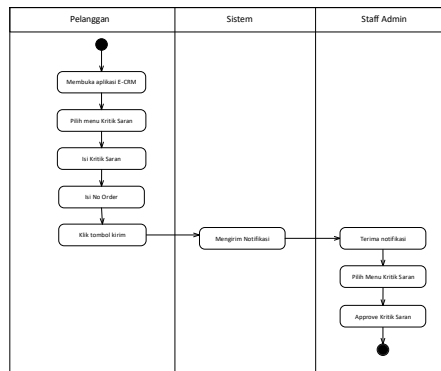 Pelanggan
Sistem
Staff Admin
Membuka aplikasi E-CRM
Pilih menu Kritik Saran
Isi Kritik Saran
Isi No Order
Klik tombol kirim
Mengirim Notifikasi
Terima notifikasi
Pilih Menu Kritik Saran
Approve Kritik Saran